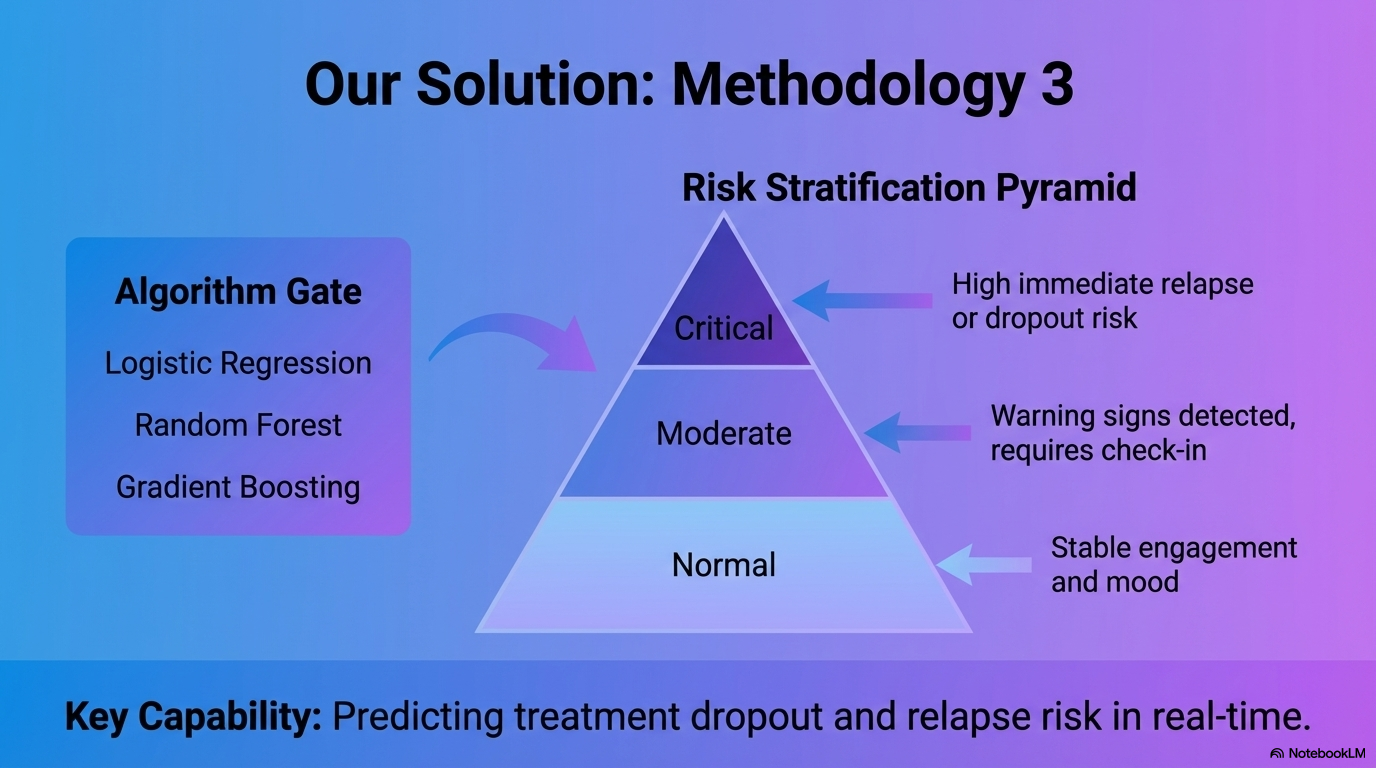 Our Solution: Methodology 3
Risk Stratification Pyramid
Algorithm Gate
Logistic Regression
Random Forest
Gradient Boosting
Critical
High immediate relapse
or dropout risk
Moderate
Warning signs detected,
requires check-in
Normal
Stable engagement
and mood
Key Capability: Predicting treatment dropout and relapse risk in real-time.
NotebookLM